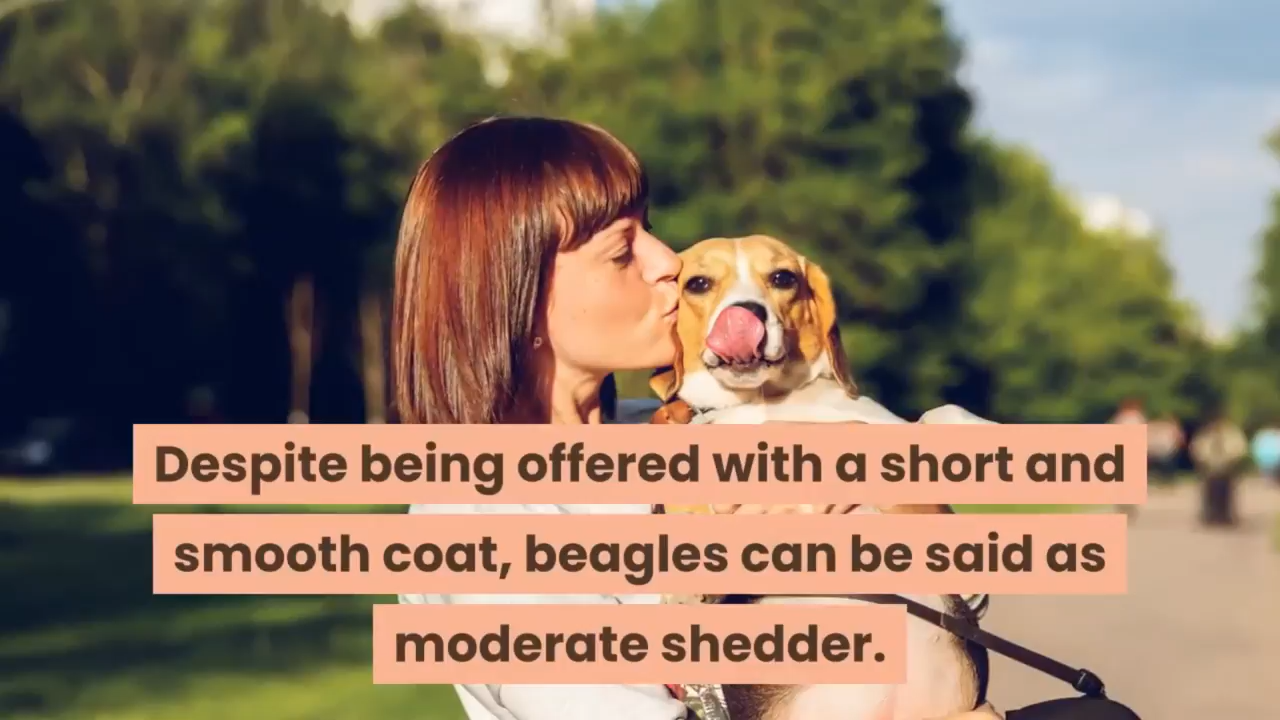 Despite being offered with a short and
smooth coat, beagles can be said as
moderate shedder.